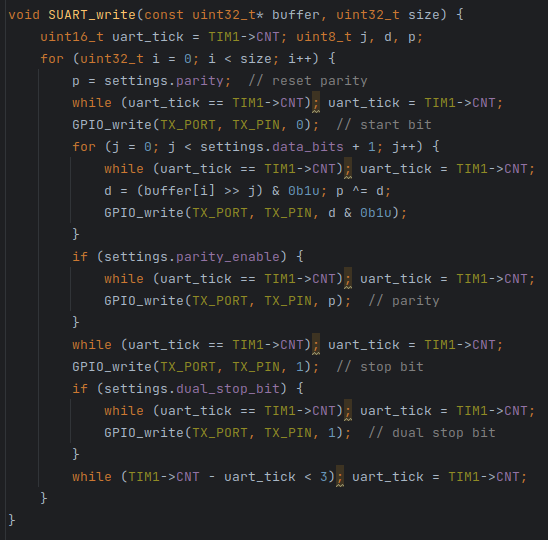 void SUART_write(const uint32_t* buffer, uint32_t size) {
    uint16_t uart_tick = TIM1->CNT; uint8_t j, d, p;
    for (uint32_t i = 0; i < size; i++) {
        p = settings.parity;  // reset parity
        while (uart_tick == TIM1->CNT); uart_tick = TIM1->CNT;
        GPIO_write(TX_PORT, TX_PIN, 0);  // start bit
        for (j = 0; j < settings.data_bits + 1; j++) {
            while (uart_tick == TIM1->CNT); uart_tick = TIM1->CNT;
            d = (buffer[i] >> j) & 0b1u; p ^= d;
            GPIO_write(TX_PORT, TX_PIN, d & 0b1u);
        }
        if (settings.parity_enable) {
            while (uart_tick == TIM1->CNT); uart_tick = TIM1->CNT;
            GPIO_write(TX_PORT, TX_PIN, p);  // parity
        }
        while (uart_tick == TIM1->CNT); uart_tick = TIM1->CNT;
        GPIO_write(TX_PORT, TX_PIN, 1);  // stop bit
        if (settings.dual_stop_bit) {
            while (uart_tick == TIM1->CNT); uart_tick = TIM1->CNT;
            GPIO_write(TX_PORT, TX_PIN, 1);  // dual stop bit
        }
        while (TIM1->CNT - uart_tick < 3); uart_tick = TIM1->CNT;
    }
}